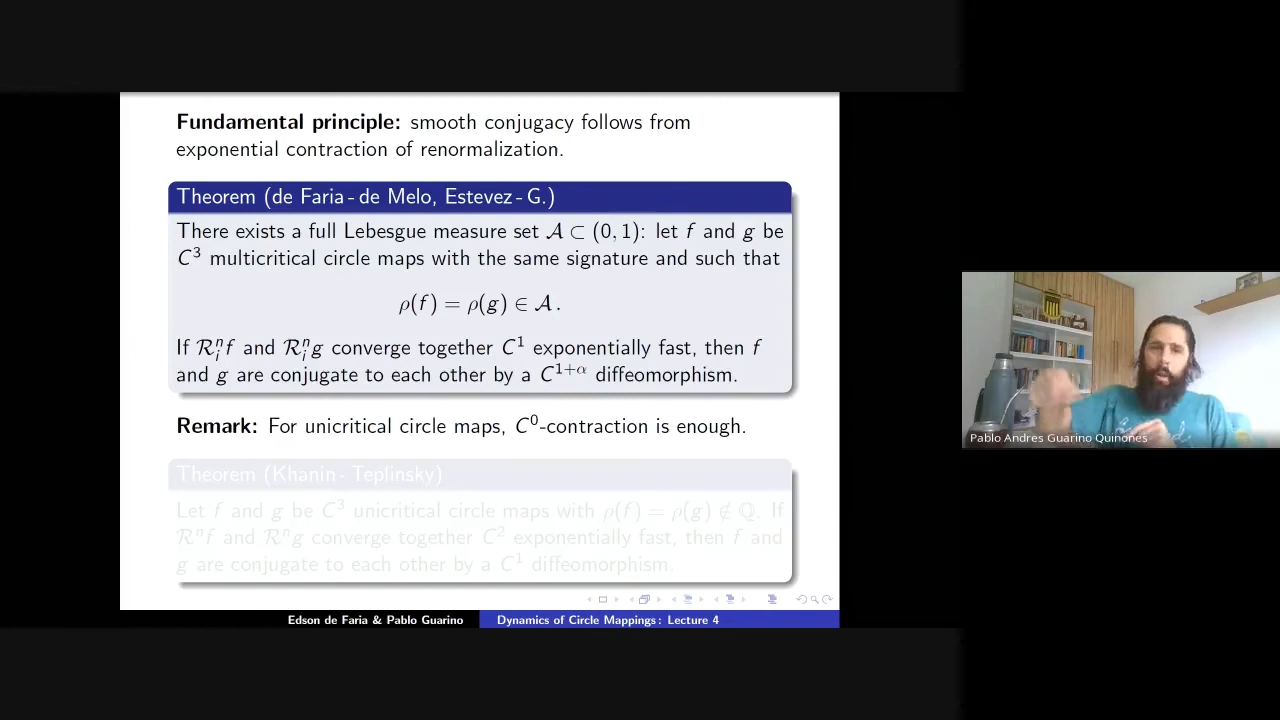 Fundamental principle: smooth conjugacy follows from
exponential contraction of renormalization.
Theorem (de Faria - de Melo, Estevez - G.)
There exists a full Lebesgue measure set 𝒜 ⊂ (0, 1): let f and g be
C³ multicritical circle maps with the same signature and such that
ρ(f) = ρ(g) ∈ 𝒜.
If ℛᵢⁿf and ℛᵢⁿg converge together C¹ exponentially fast, then f
and g are conjugate to each other by a C¹⁺ᵅ diffeomorphism.
Remark: For unicritical circle maps, C⁰-contraction is enough.
Theorem (Khanin - Teplinsky)
Let f and g be C³ unicritical circle maps with ρ(f) = ρ(g) ∉ ℚ. If
ℛⁿf and ℛⁿg converge together C² exponentially fast, then f and
g are conjugate to each other by a C¹ diffeomorphism.
Edson de Faria & Pablo Guarino
Dynamics of Circle Mappings: Lecture 4
Pablo Andres Guarino Quinones